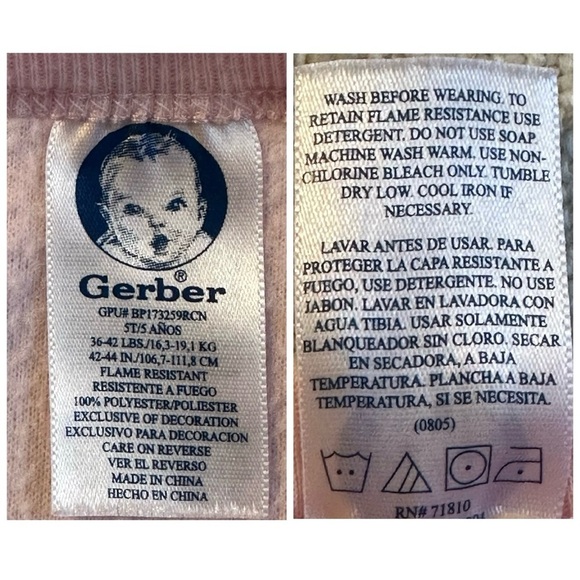 Gerber®
GPU# BP173259RCN
5T/5 AÑOS
36-42 LBS./16,3-19,1 KG
42-44 IN./106,7-111,8 CM
FLAME RESISTANT
RESISTENTE A FUEGO
100% POLYESTER/POLIESTER
EXCLUSIVE OF DECORATION
EXCLUSIVO PARA DECORACION
CARE ON REVERSE
VER EL REVERSO
MADE IN CHINA
HECHO EN CHINA
WASH BEFORE WEARING. TO
RETAIN FLAME RESISTANCE USE
DETERGENT. DO NOT USE SOAP.
MACHINE WASH WARM. USE NON-
CHLORINE BLEACH ONLY. TUMBLE
DRY LOW. COOL IRON IF
NECESSARY.
LAVAR ANTES DE USAR. PARA
PROTEGER LA CAPA RESISTANTE A
FUEGO, USE DETERGENTE. NO USE
JABON. LAVAR EN LAVADORA CON
AGUA TIBIA. USAR SOLAMENTE
BLANQUEADOR SIN CLORO. SECAR
EN SECADORA, A BAJA
TEMPERATURA. PLANCHA A BAJA
TEMPERATURA, SI SE NECESITA.
(0805)
RN# 71810